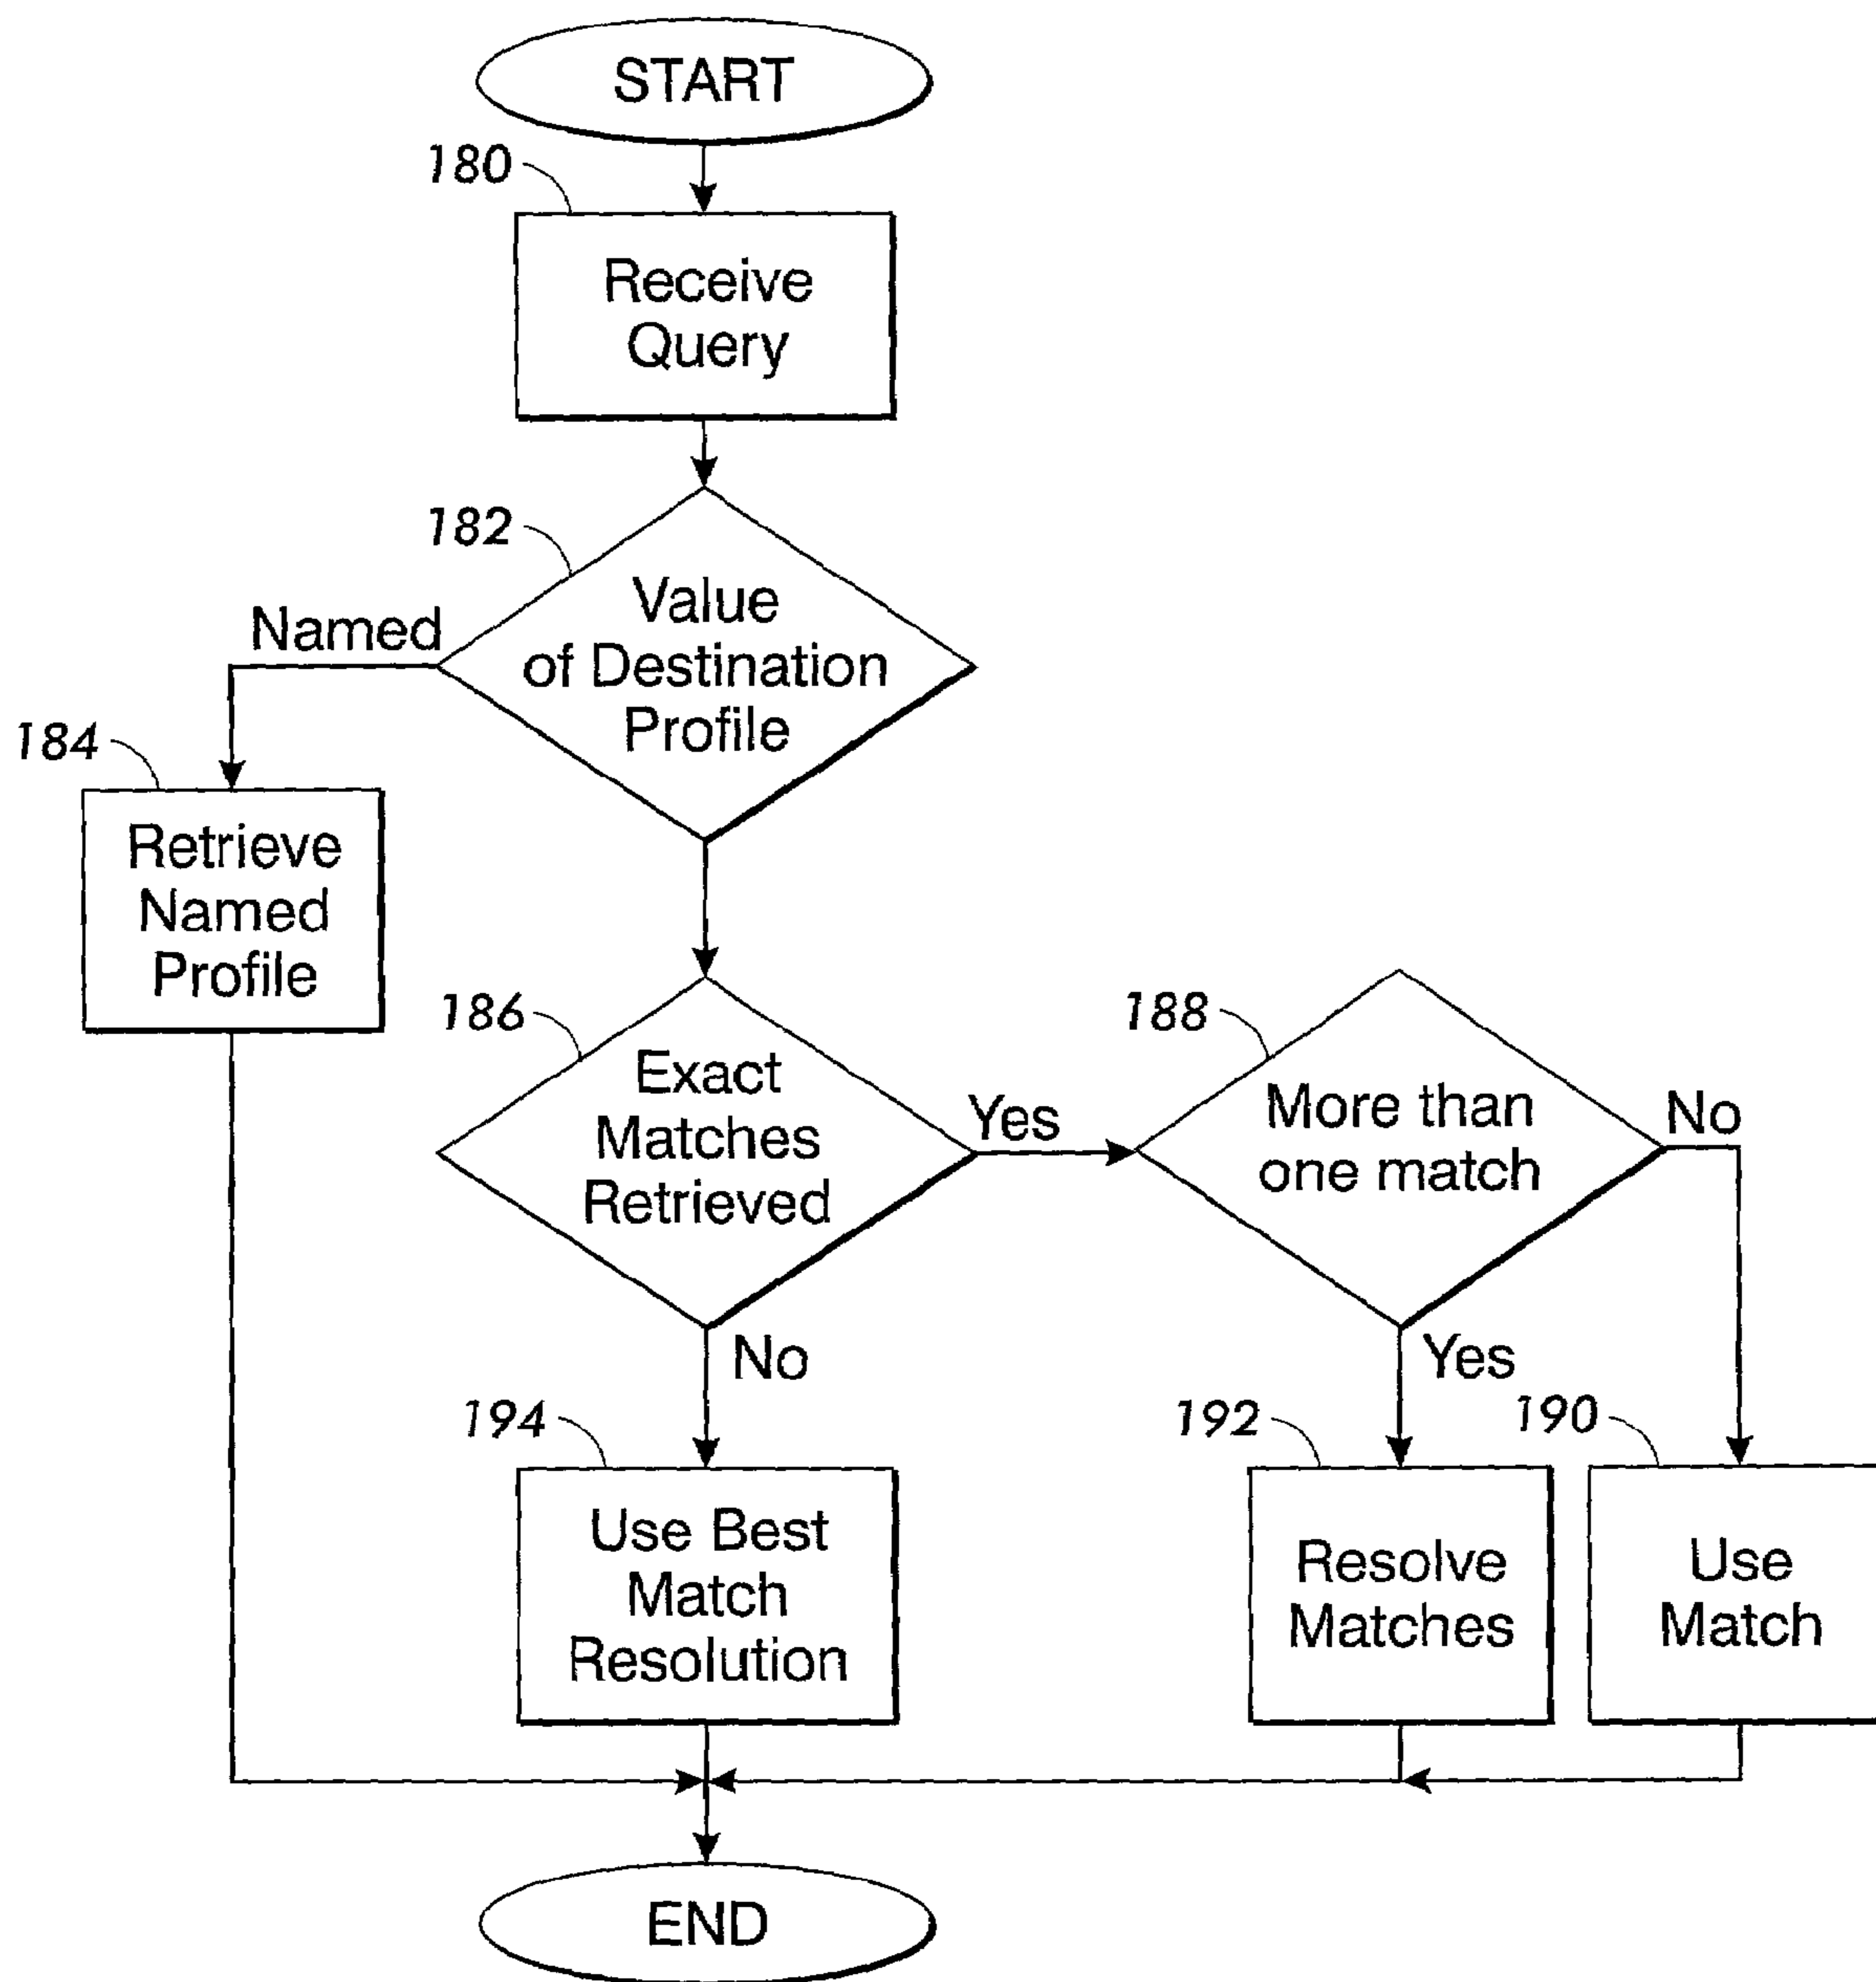 START
180
Receive
Query
182
Value
of Destination
Profile
Named
184
Retrieve
Named
Profile
186
Exact
Matches
Retrieved
Yes
188
More than
one match
No
No
Yes
194
Use Best
Match
Resolution
192
Resolve
Matches
190
Use
Match
END